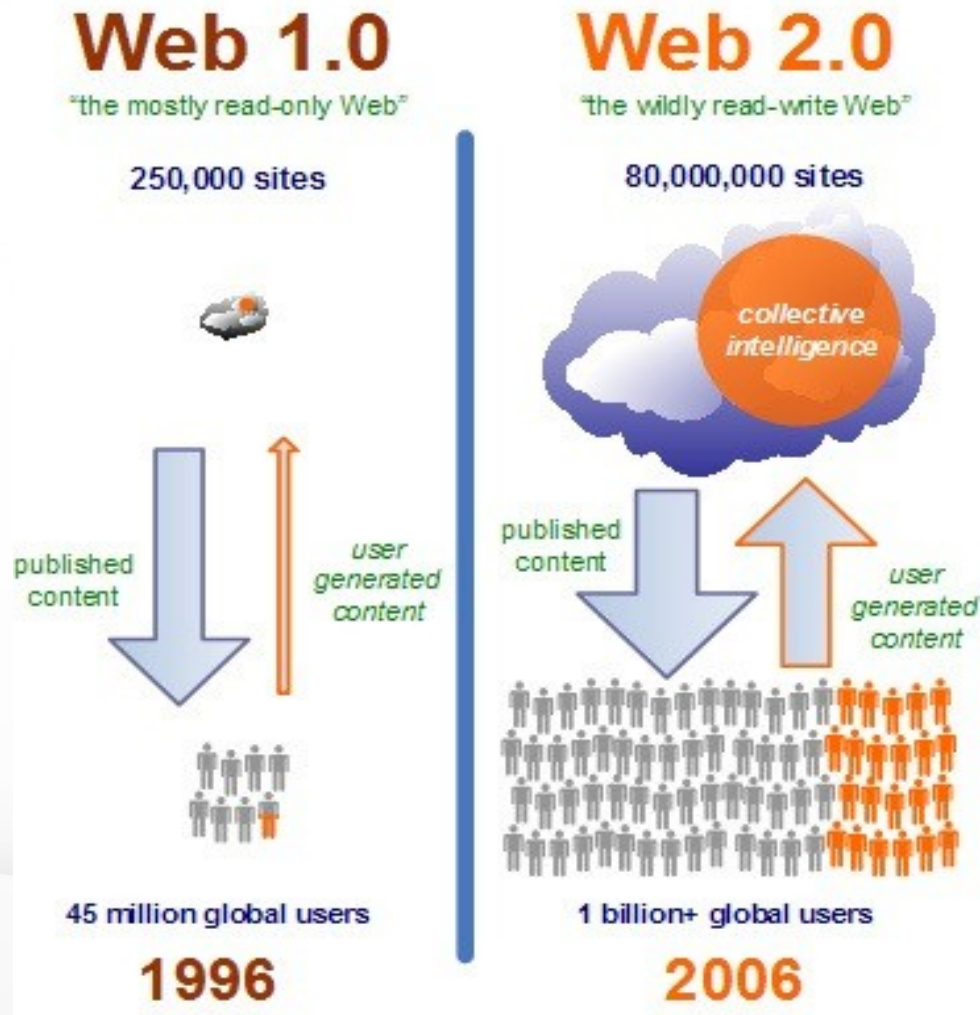 Web 1.0
"the mostly read-only Web"
250,000 sites
published
content
user
generated
content
45 million global users
1996
Web 2.0
"the wildly read-write Web"
80,000,000 sites
collective
intelligence
published
content
user
generated
content
1 billion+ global users
2006